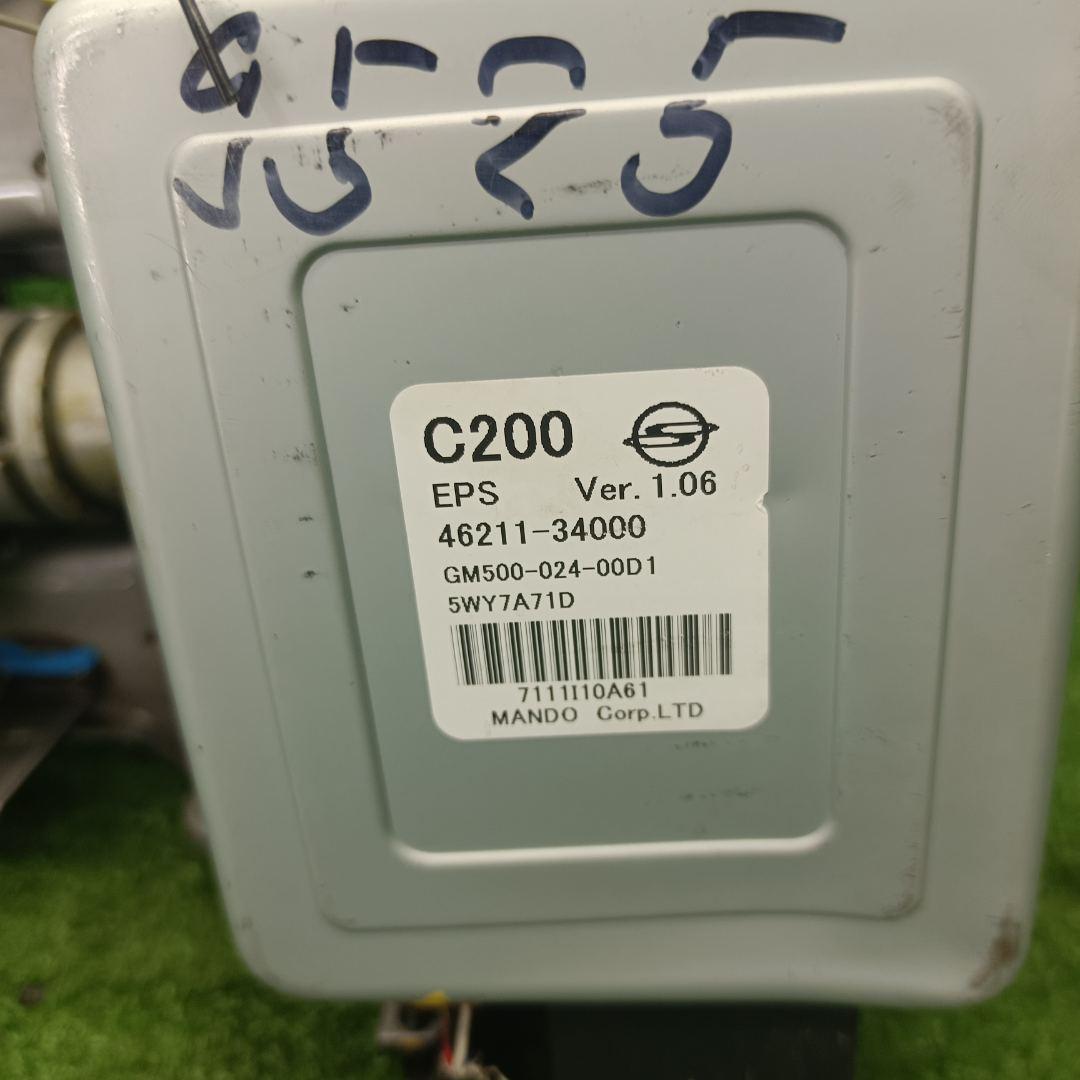 C200
EPS Ver. 1.06
46211-34000
GM500-024-00D1
5WY7A71D
7111I10A61
MANDO Corp.LTD